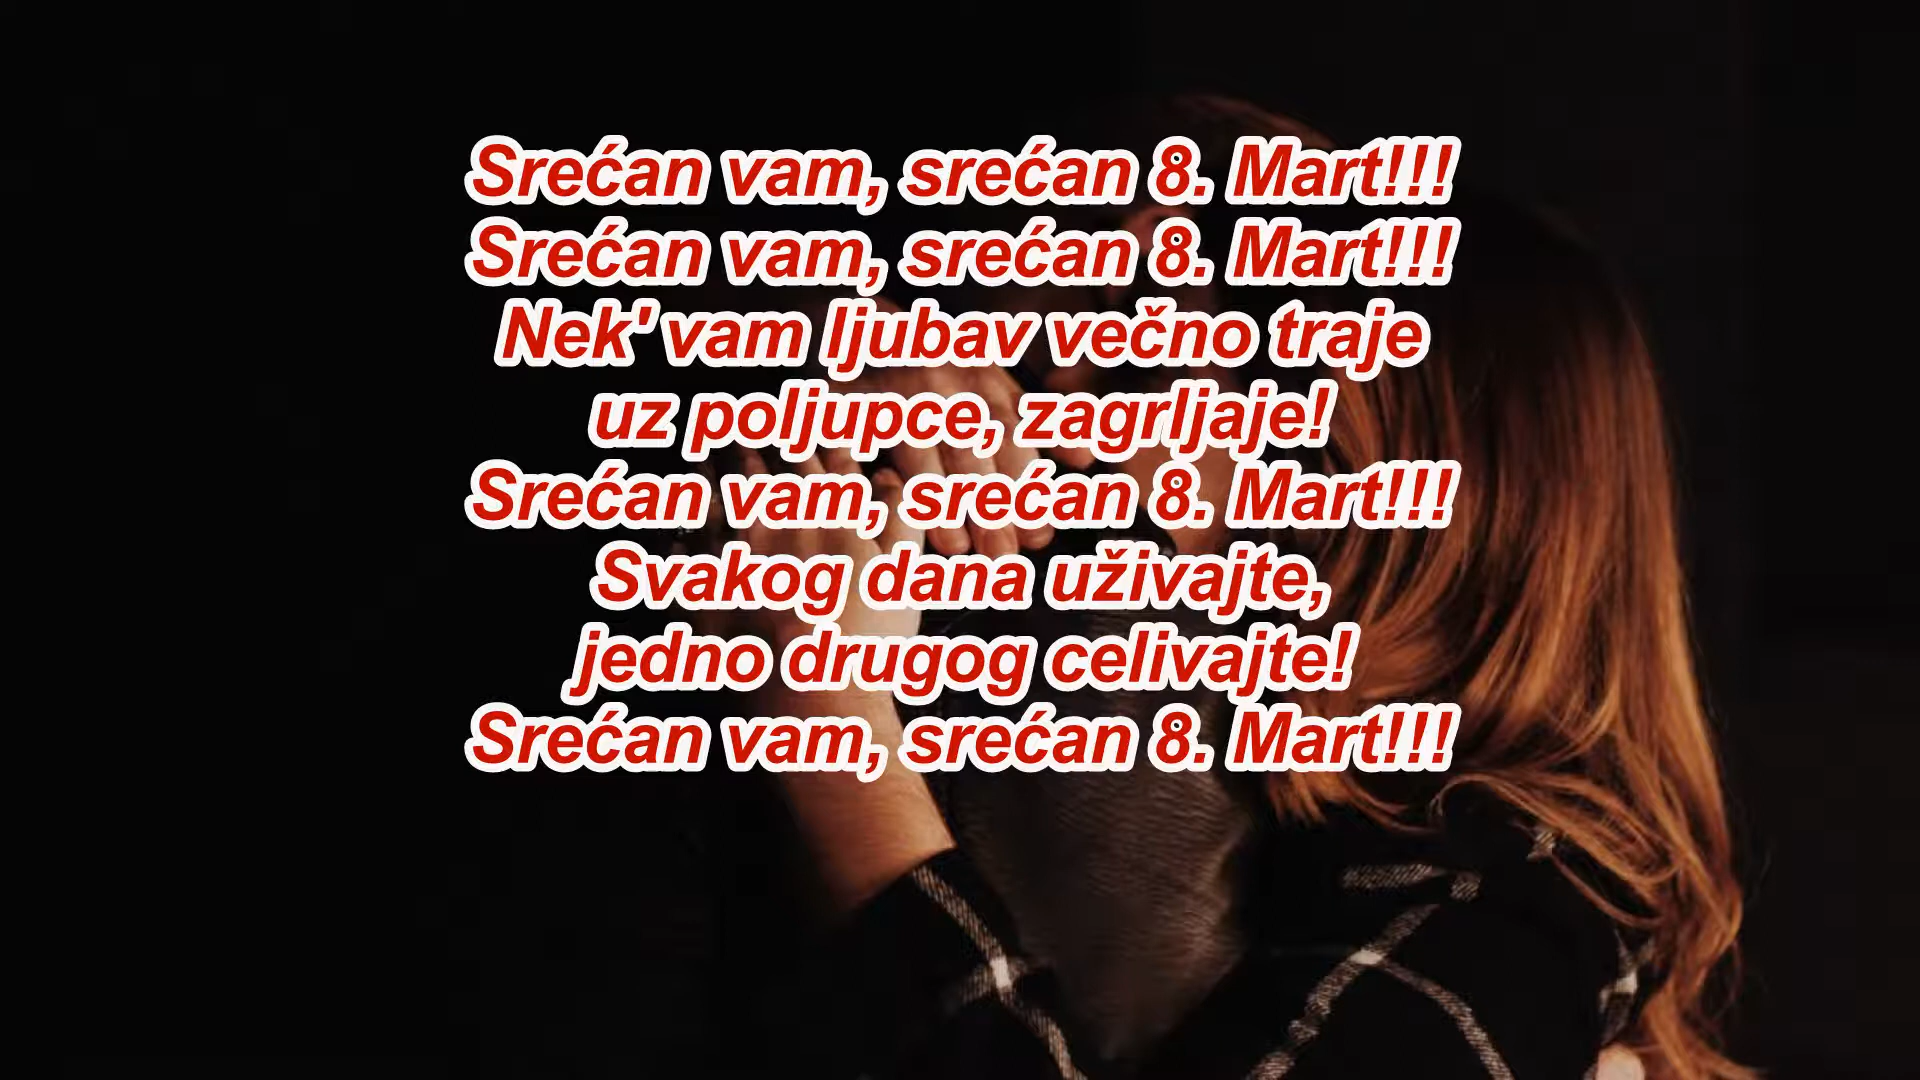 Srećan vam, srećan 8. Mart!!!
Srećan vam, srećan 8. Mart!!!
Nek' vam ljubav večno traje
uz poljupce, zagrljaje!
Srećan vam, srećan 8. Mart!!!
Svakog dana uživajte,
jedno drugog celivajte!
Srećan vam, srećan 8. Mart!!!